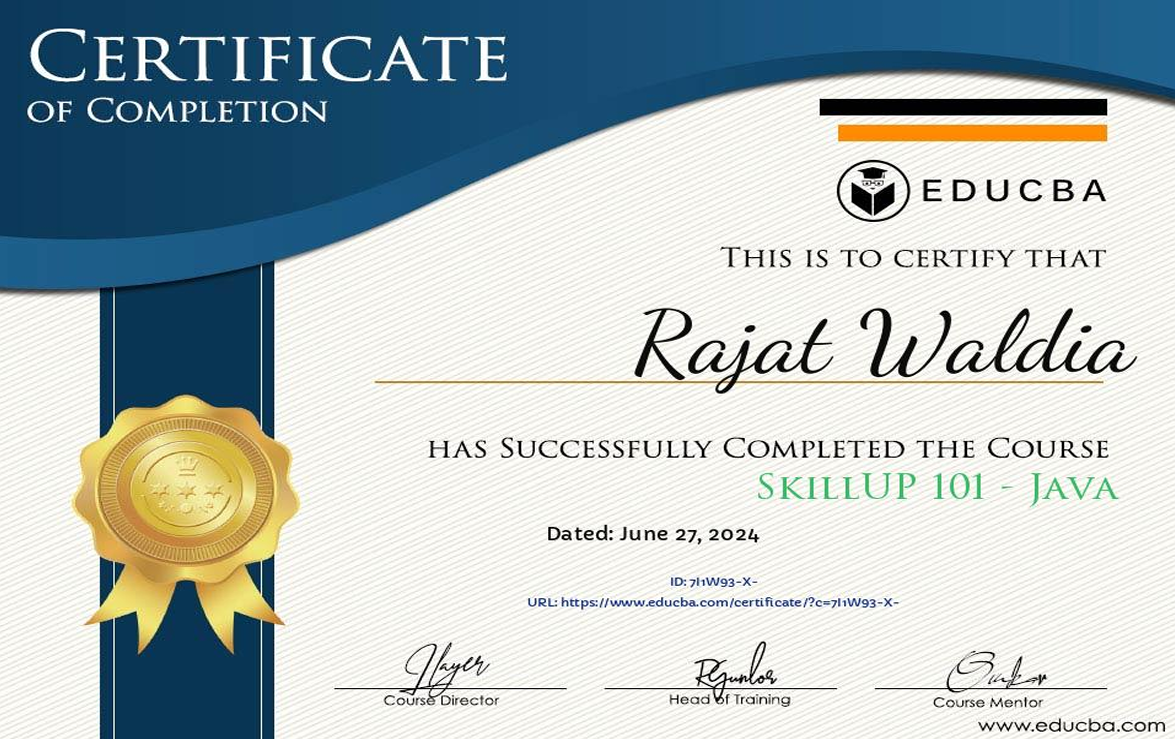 CERTIFICATE
OF COMPLETION
EDUCBA
THIS IS TO CERTIFY THAT
Rajat Waldia
HAS SUCCESSFULLY COMPLETED THE COURSE
SKILLUP 101 - JAVA
Dated: June 27, 2024
ID: 7I1W93-X-
URL: https://www.educba.com/certificate/?c=7I1W93-X-
Course Director
Head of Training
Course Mentor
www.educba.com